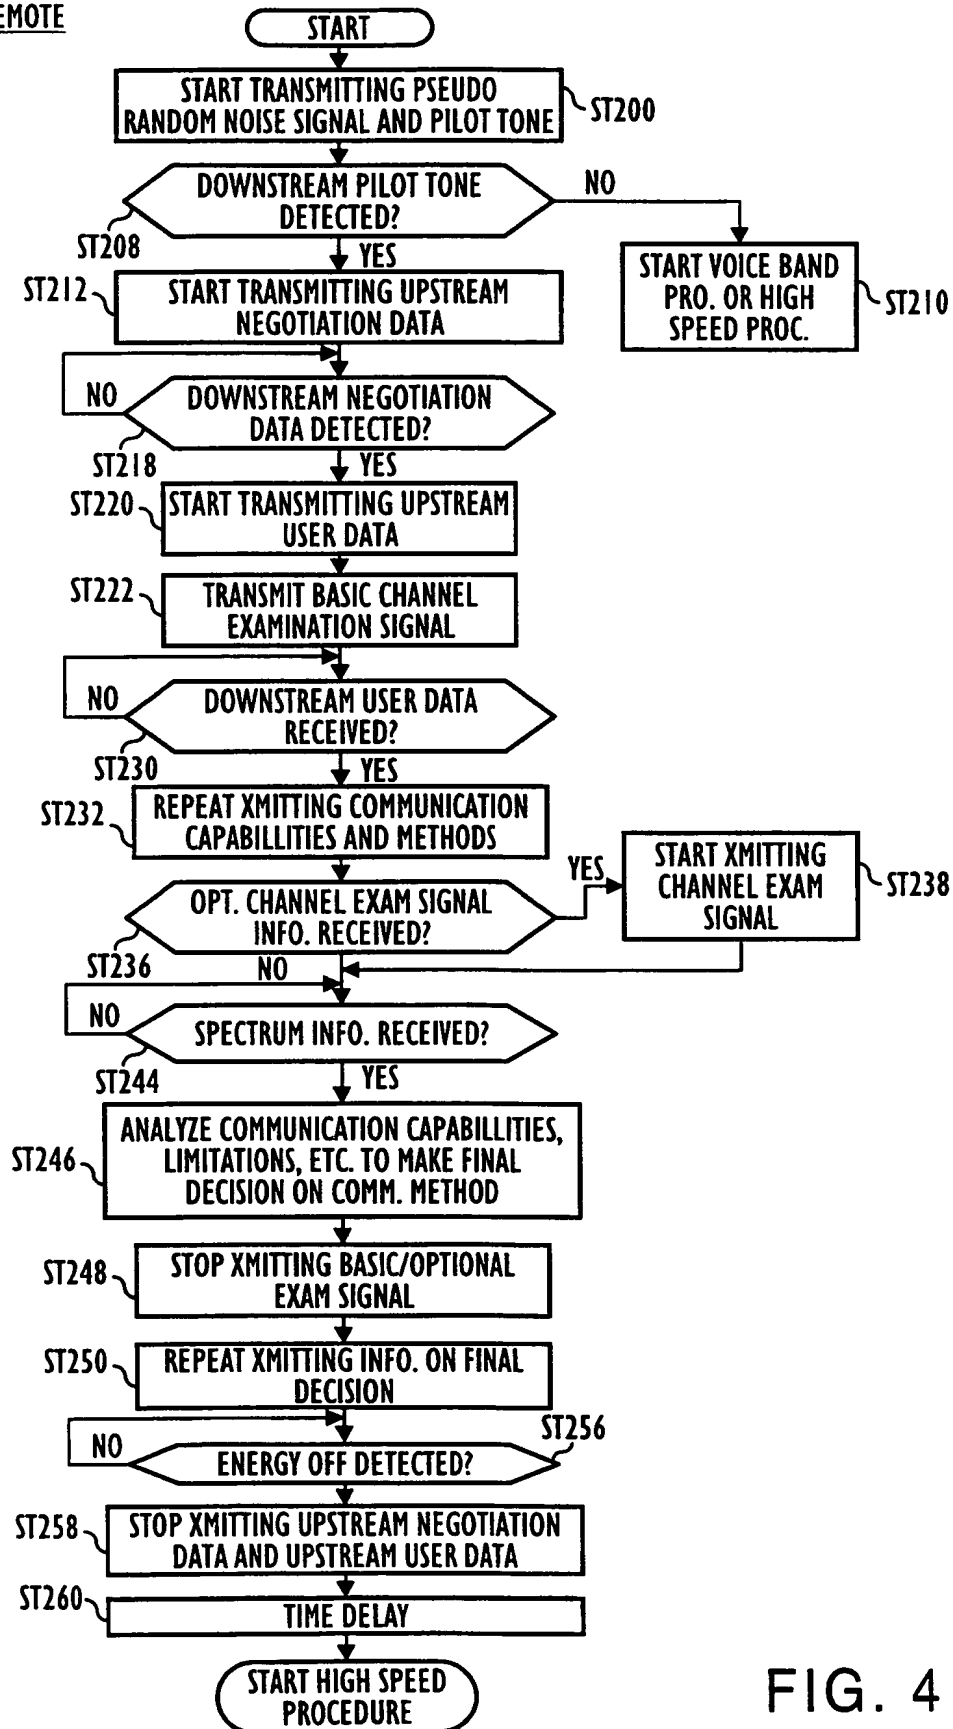 EMOTE
START
START TRANSMITTING PSEUDO
RANDOM NOISE SIGNAL AND PILOT TONE
ST200
DOWNSTREAM PILOT TONE
DETECTED?
NO
ST208
YES
START VOICE BAND
PRO. OR HIGH
SPEED PROC.
ST210
ST212
START TRANSMITTING UPSTREAM
NEGOTIATION DATA
NO
DOWNSTREAM NEGOTIATION
DATA DETECTED?
ST218
YES
ST220
START TRANSMITTING UPSTREAM
USER DATA
ST222
TRANSMIT BASIC CHANNEL
EXAMINATION SIGNAL
NO
DOWNSTREAM USER DATA
RECEIVED?
ST230
YES
ST232
REPEAT XMITTING COMMUNICATION
CAPABILLITIES AND METHODS
OPT. CHANNEL EXAM SIGNAL
INFO. RECEIVED?
YES
START XMITTING
CHANNEL EXAM
SIGNAL
ST238
ST236
NO
NO
SPECTRUM INFO. RECEIVED?
ST244
YES
ST246
ANALYZE COMMUNICATION CAPABILLITIES,
LIMITATIONS, ETC. TO MAKE FINAL
DECISION ON COMM. METHOD
ST248
STOP XMITTING BASIC/OPTIONAL
EXAM SIGNAL
ST250
REPEAT XMITTING INFO. ON FINAL
DECISION
NO
ENERGY OFF DETECTED?
ST256
ST258
STOP XMITTING UPSTREAM NEGOTIATION
DATA AND UPSTREAM USER DATA
ST260
TIME DELAY
START HIGH SPEED
PROCEDURE
FIG. 4